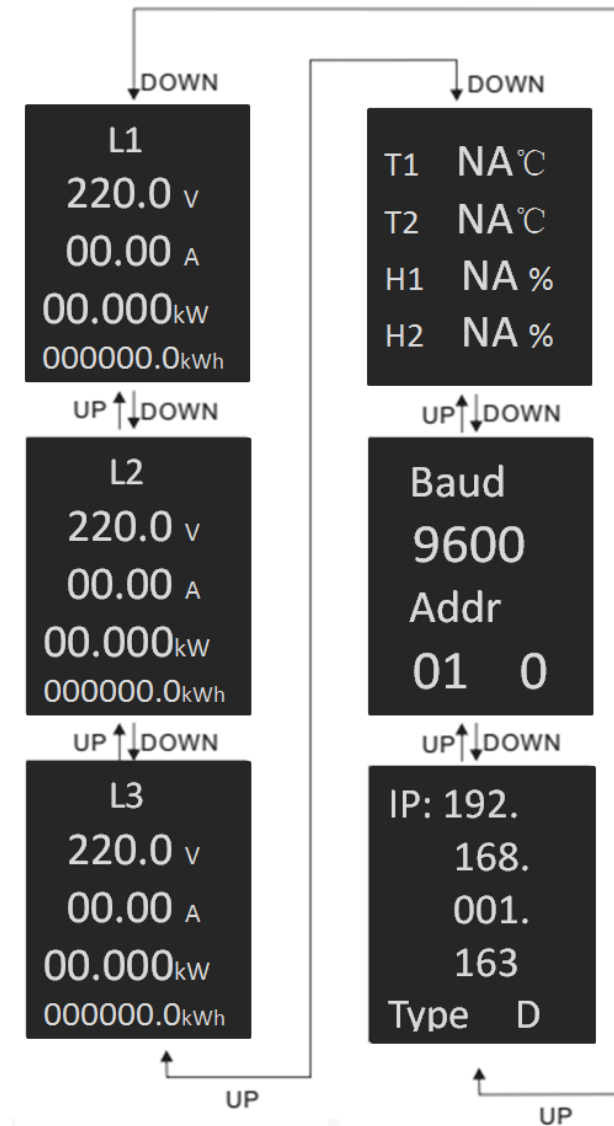 DOWN
L1
220.0 V
00.00 A
00.000kW
000000.0kWh
UP DOWN
L2
220.0 V
00.00 A
00.000kW
000000.0kWh
UP DOWN
L3
220.0 V
00.00 A
00.000kW
000000.0kWh
UP
DOWN
T1 NA℃
T2 NA℃
H1 NA %
H2 NA %
UP DOWN
Baud
9600
Addr
01 0
UP DOWN
IP: 192.
168.
001.
163
Type D
UP